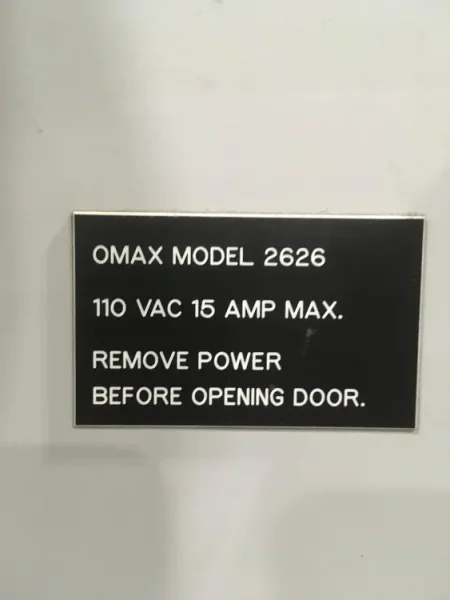 OMAX MODEL 2626
110 VAC 15 AMP MAX.
REMOVE POWER
BEFORE OPENING DOOR.